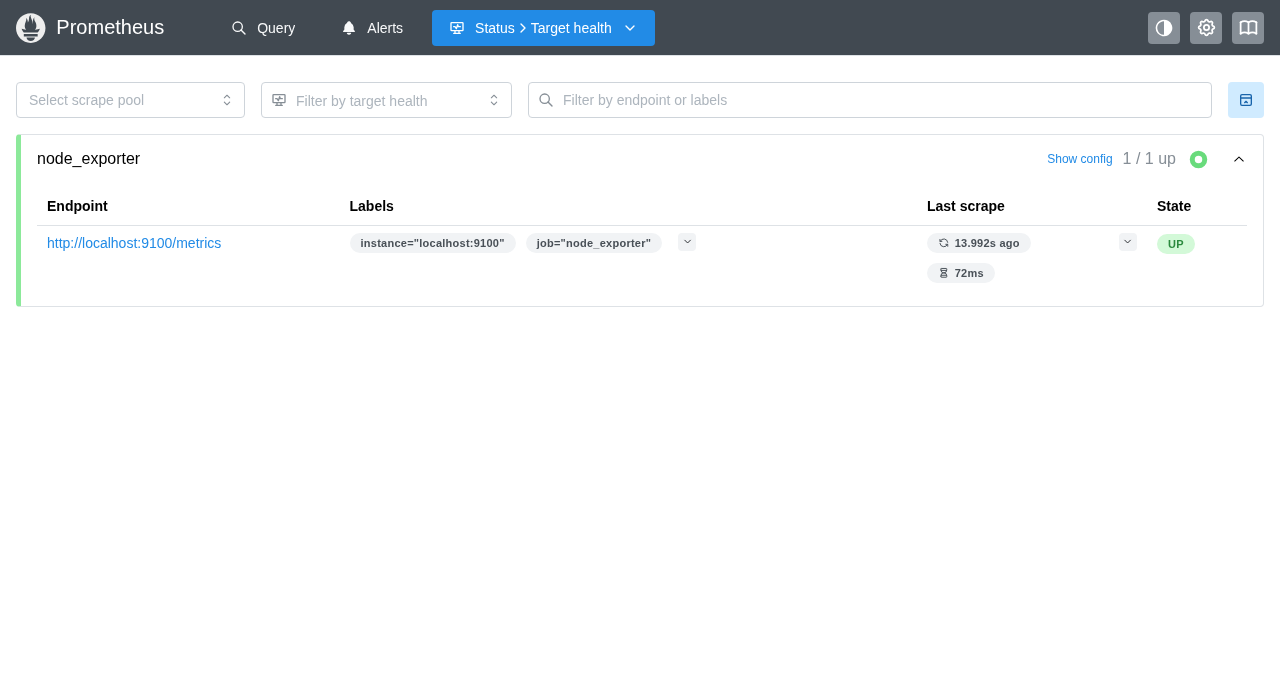 Prometheus Query Alerts Status > Target health
Select scrape pool Filter by target health Filter by endpoint or labels
node_exporter Show config 1 / 1 up
Endpoint Labels Last scrape State
http://localhost:9100/metrics instance="localhost:9100" job="node_exporter" 13.992s ago UP
72ms